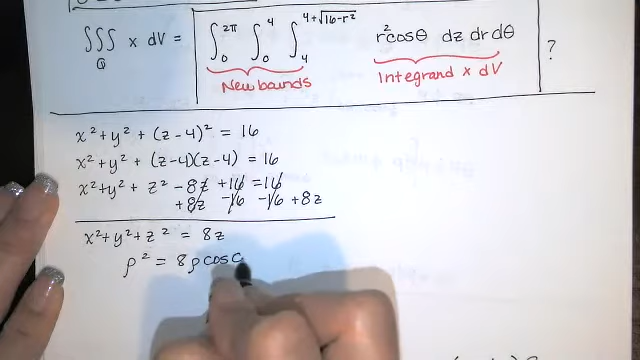 ∭_Q x dV = ∫_0^{2π} ∫_0^4 ∫_4^{4+√(16-r²)} r²cosθ dz dr dθ ?
New bounds Integrand x dV
x² + y² + (z - 4)² = 16
x² + y² + (z-4)(z-4) = 16
x² + y² + z² - 8z + 16 = 16
+8z -16 -16 +8z
x² + y² + z² = 8z
ρ² = 8ρcos